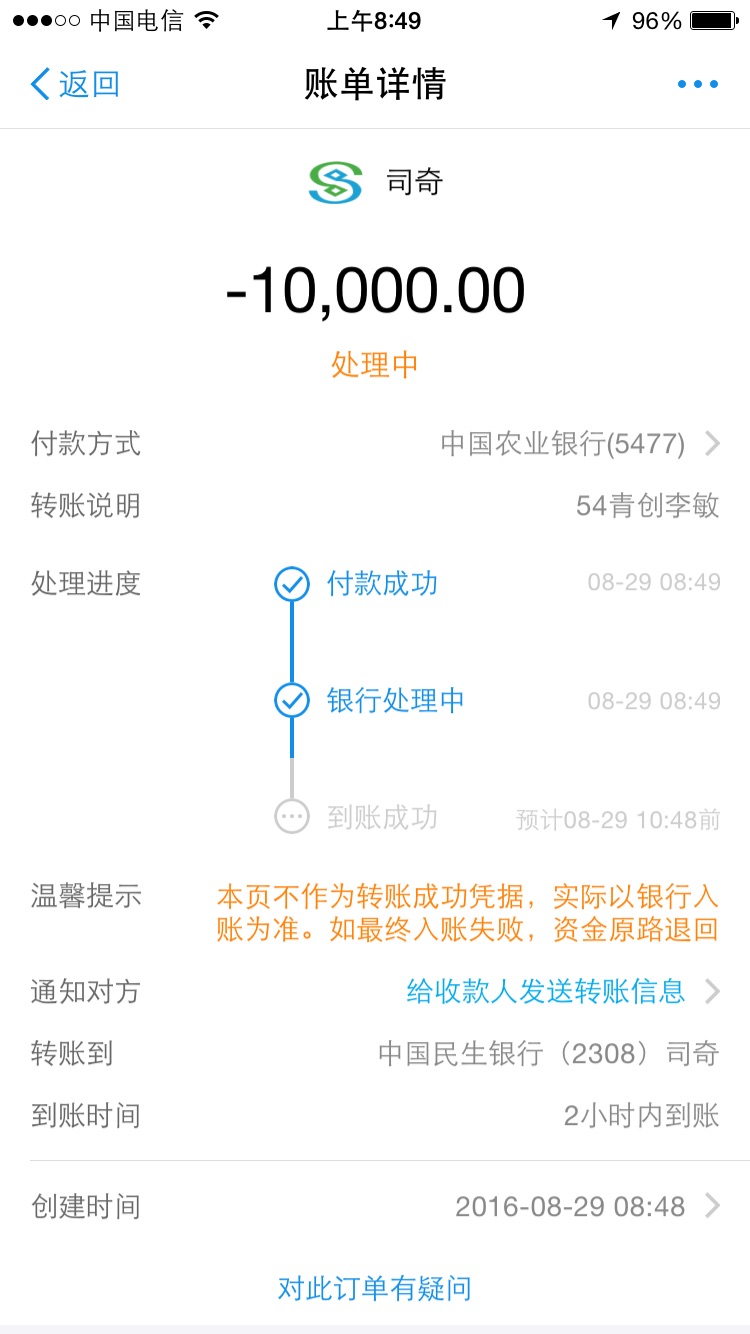 中国电信 上午8:49 96%
返回 账单详情
司奇
-10,000.00
处理中
付款方式 中国农业银行(5477)
转账说明 54青创李敏
处理进度 付款成功 08-29 08:49
银行处理中 08-29 08:49
到账成功 预计08-29 10:48前
温馨提示 本页不作为转账成功凭据，实际以银行入
账为准。如最终入账失败，资金原路退回
通知对方 给收款人发送转账信息
转账到 中国民生银行（2308）司奇
到账时间 2小时内到账
创建时间 2016-08-29 08:48
对此订单有疑问